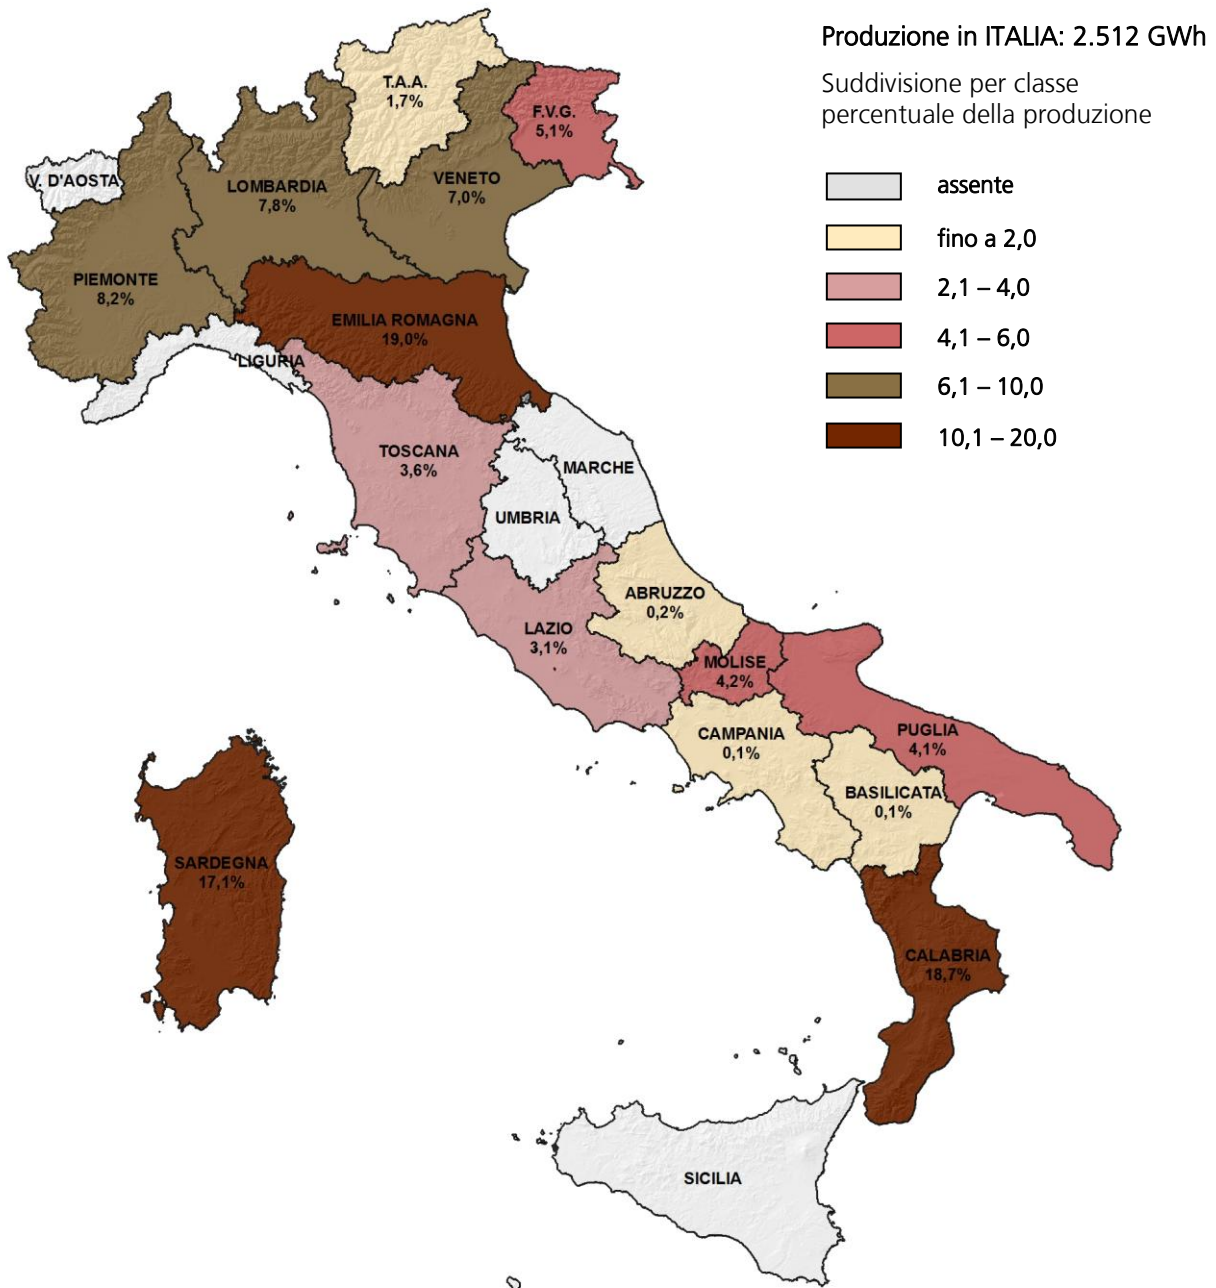 Produzione in ITALIA: 2.512 GWh
Suddivisione per classe
percentuale della produzione
assente
fino a 2,0
2,1 – 4,0
4,1 – 6,0
6,1 – 10,0
10,1 – 20,0
T.A.A.
1,7%
F.V.G.
5,1%
V. D'AOSTA
LOMBARDIA
7,8%
VENETO
7,0%
PIEMONTE
8,2%
EMILIA ROMAGNA
19,0%
LIGURIA
TOSCANA
3,6%
MARCHE
UMBRIA
ABRUZZO
0,2%
LAZIO
3,1%
MOLISE
4,2%
CAMPANIA
0,1%
PUGLIA
4,1%
BASILICATA
0,1%
SARDEGNA
17,1%
CALABRIA
18,7%
SICILIA